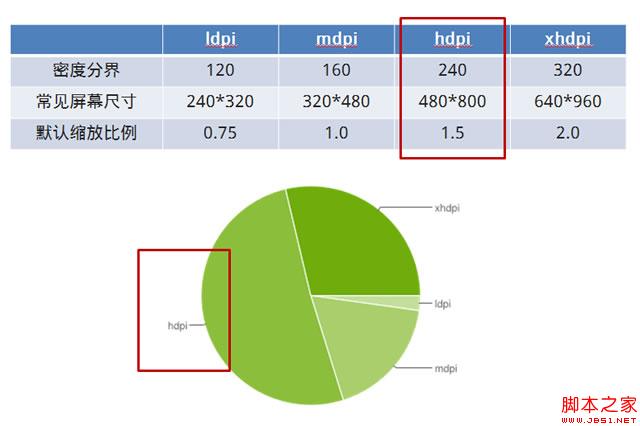 ldpi mdpi hdpi xhdpi
密度分界 120 160 240 320
常见屏幕尺寸 240*320 320*480 480*800 640*960
默认缩放比例 0.75 1.0 1.5 2.0
xhdpi
ldpi
hdpi
mdpi
脚本之家
WWW.JB51.NET